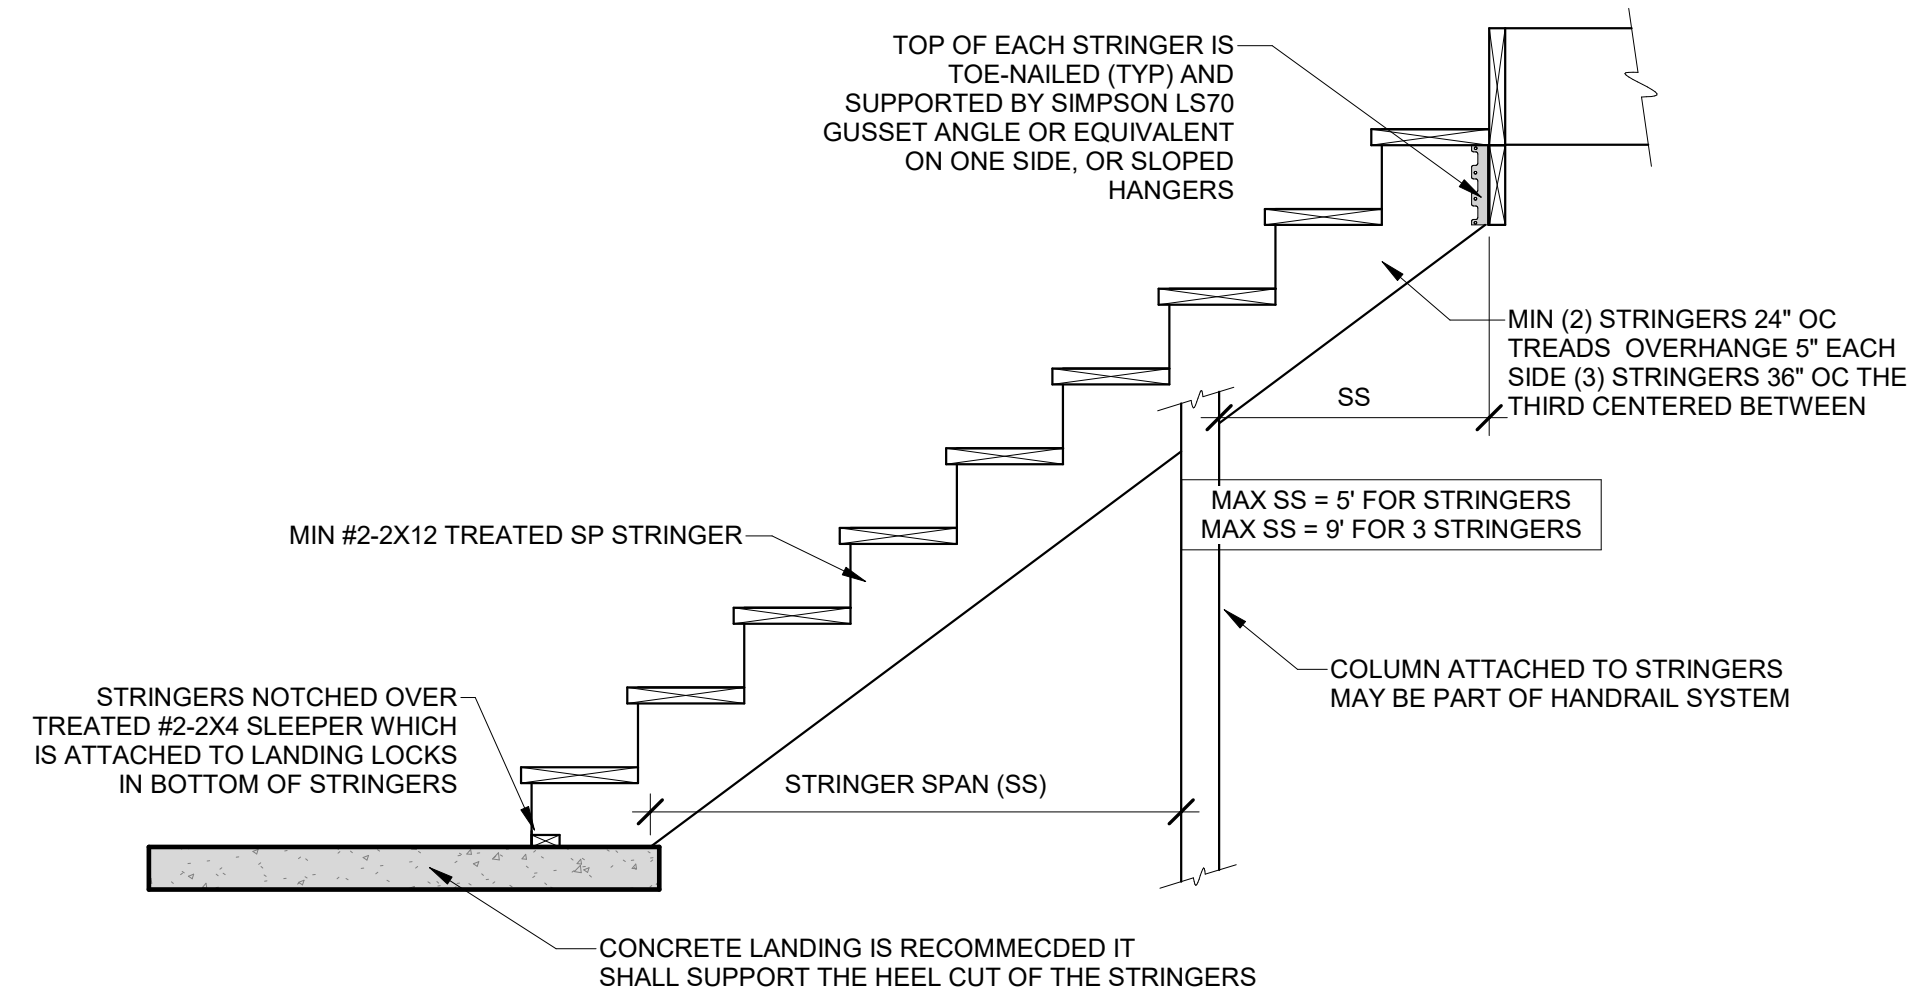 TOP OF EACH STRINGER IS
TOE-NAILED (TYP) AND
SUPPORTED BY SIMPSON LS70
GUSSET ANGLE OR EQUIVALENT
ON ONE SIDE, OR SLOPED
HANGERS
MIN (2) STRINGERS 24" OC
TREADS  OVERHANGE 5" EACH
SIDE (3) STRINGERS 36" OC THE
THIRD CENTERED BETWEEN
SS
MAX SS = 5' FOR STRINGERS
MAX SS = 9' FOR 3 STRINGERS
MIN #2-2X12 TREATED SP STRINGER
COLUMN ATTACHED TO STRINGERS
MAY BE PART OF HANDRAIL SYSTEM
STRINGERS NOTCHED OVER
TREATED #2-2X4 SLEEPER WHICH
IS ATTACHED TO LANDING LOCKS
IN BOTTOM OF STRINGERS
STRINGER SPAN (SS)
CONCRETE LANDING IS RECOMMECDED IT
SHALL SUPPORT THE HEEL CUT OF THE STRINGERS